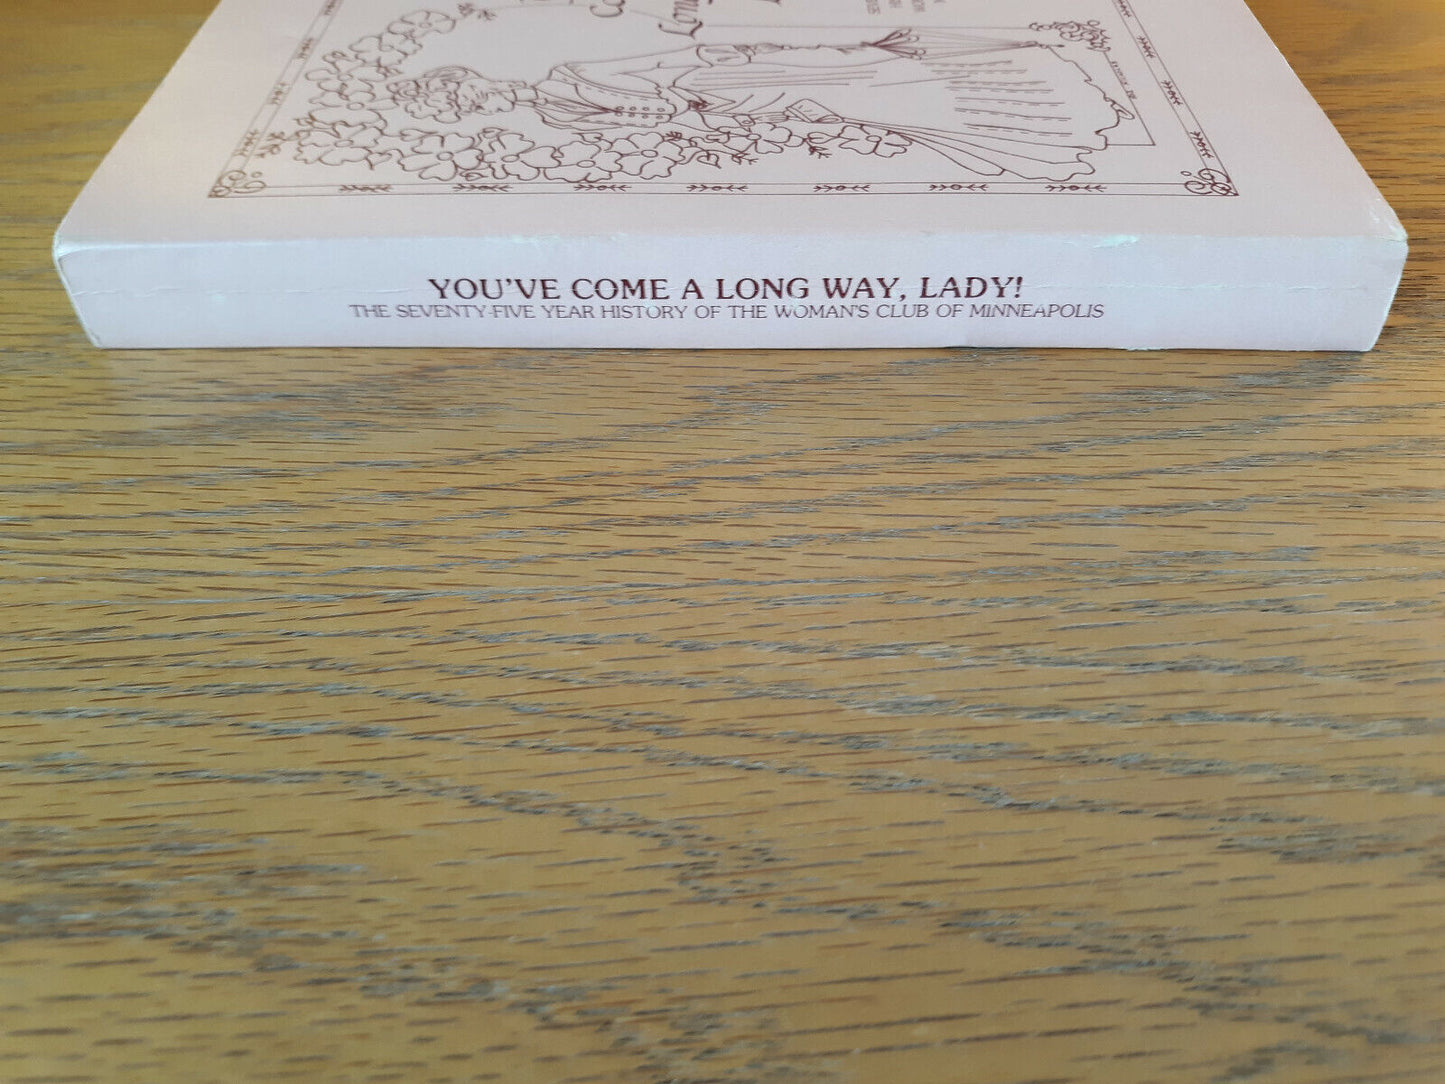 YOU'VE COME A LONG WAY, LADY!
THE SEVENTY-FIVE YEAR HISTORY OF THE WOMAN'S CLUB OF MINNEAPOLIS